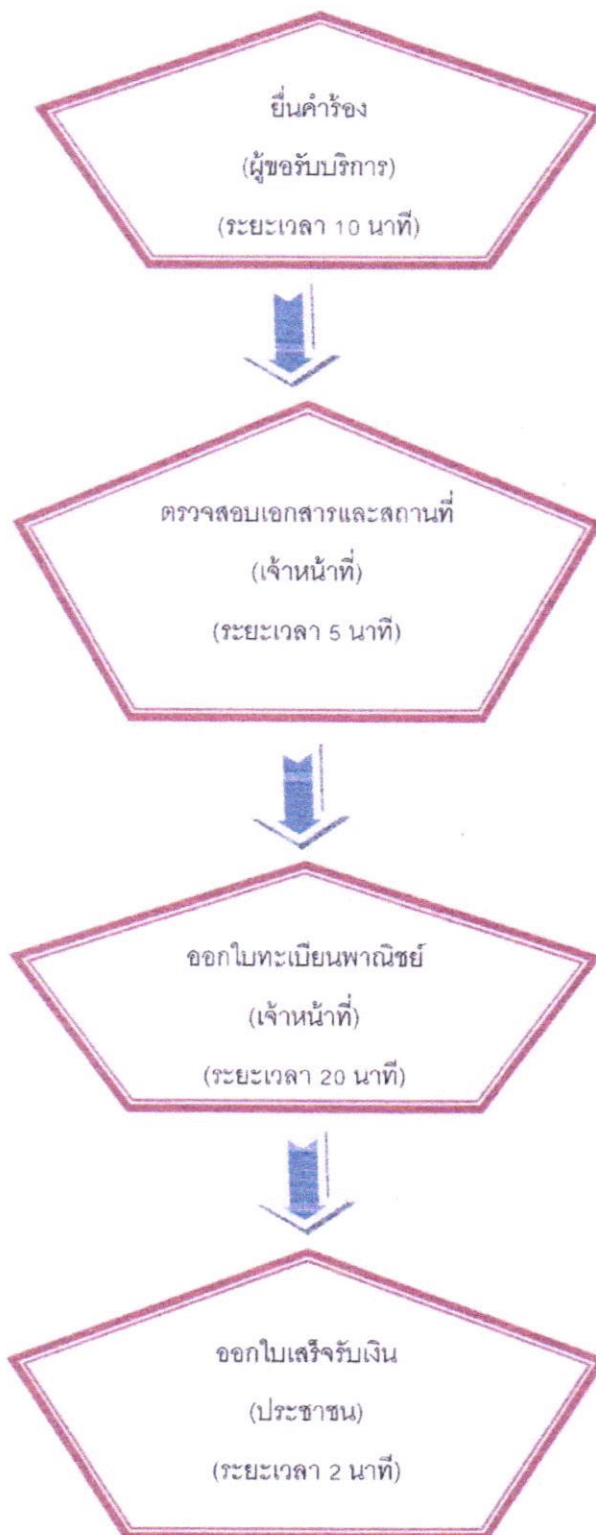 ยื่นคำร้อง
(ผู้ขอรับบริการ)
(ระยะเวลา 10 นาที)
ตรวจสอบเอกสารและสถานที่
(เจ้าหน้าที่)
(ระยะเวลา 5 นาที)
ออกใบทะเบียนพาณิชย์
(เจ้าหน้าที่)
(ระยะเวลา 20 นาที)
ออกใบเสร็จรับเงิน
(ประชาชน)
(ระยะเวลา 2 นาที)